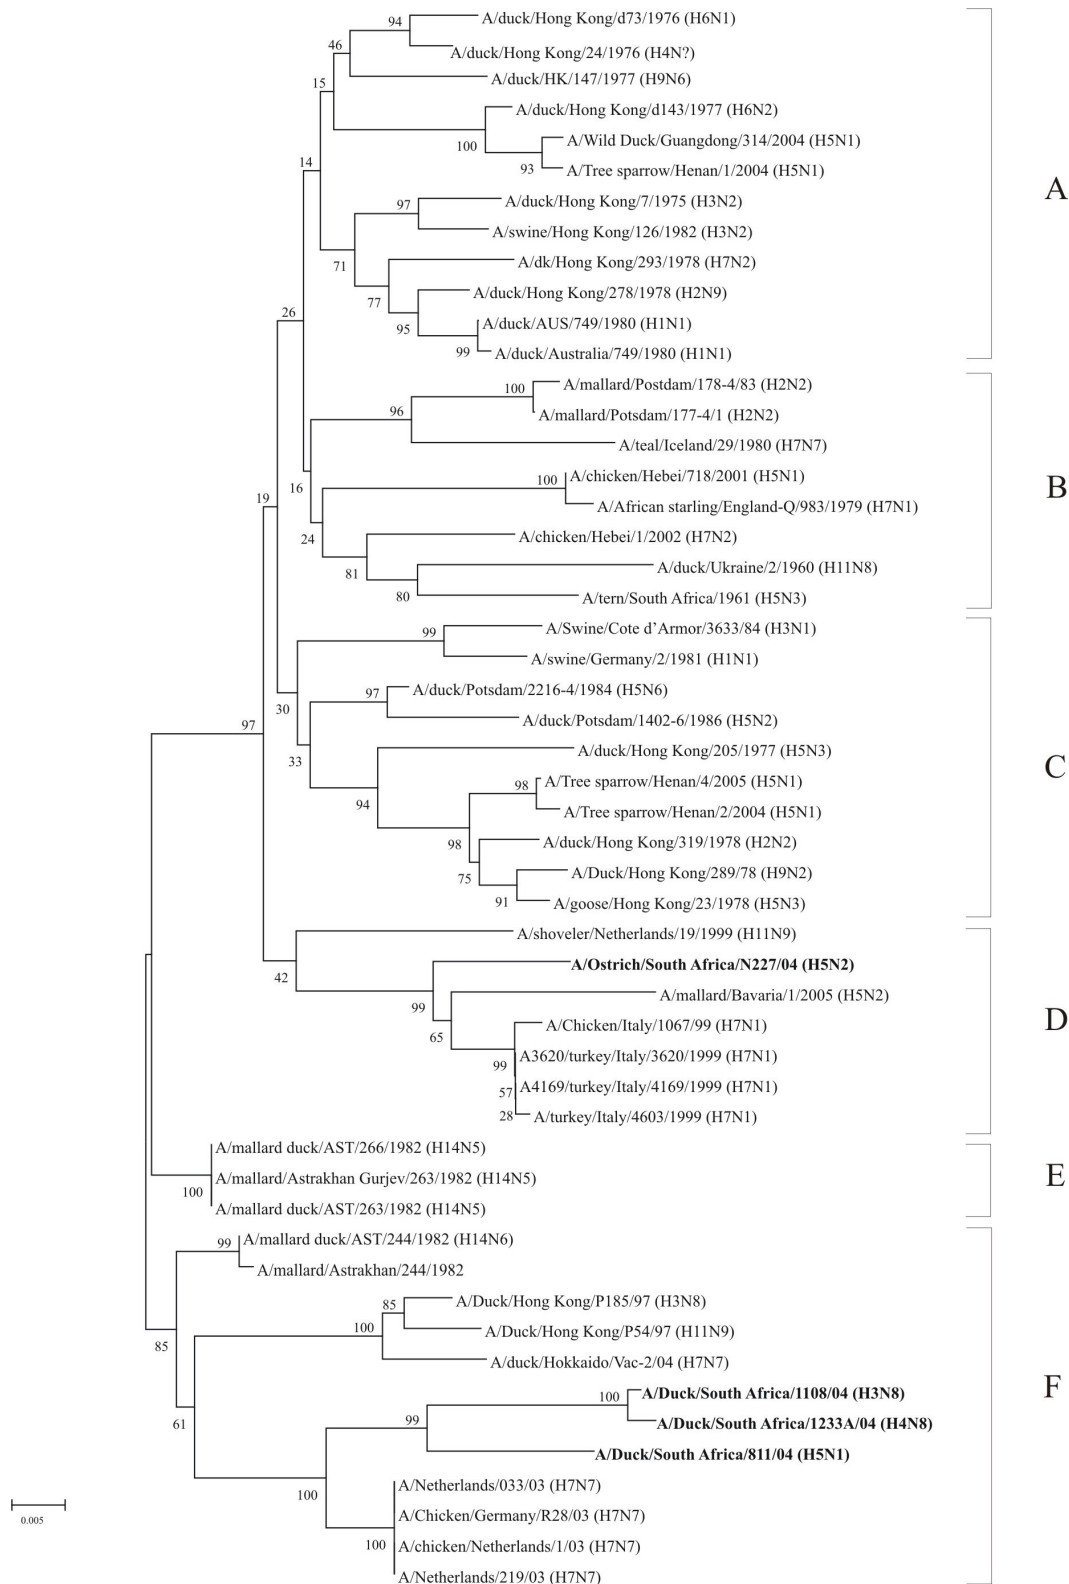 94
A/duck/Hong Kong/d73/1976 (H6N1)
46
A/duck/Hong Kong/24/1976 (H4N?)
15
A/duck/HK/147/1977 (H9N6)
A/duck/Hong Kong/d143/1977 (H6N2)
100
A/Wild Duck/Guangdong/314/2004 (H5N1)
14
93
A/Tree sparrow/Henan/1/2004 (H5N1)
A
97
A/duck/Hong Kong/7/1975 (H3N2)
A/swine/Hong Kong/126/1982 (H3N2)
71
A/dk/Hong Kong/293/1978 (H7N2)
77
A/duck/Hong Kong/278/1978 (H2N9)
26
95
A/duck/AUS/749/1980 (H1N1)
99
A/duck/Australia/749/1980 (H1N1)
100
A/mallard/Postdam/178-4/83 (H2N2)
96
A/mallard/Potsdam/177-4/1 (H2N2)
A/teal/Iceland/29/1980 (H7N7)
16
100
A/chicken/Hebei/718/2001 (H5N1)
B
19
A/African starling/England-Q/983/1979 (H7N1)
24
A/chicken/Hebei/1/2002 (H7N2)
81
A/duck/Ukraine/2/1960 (H11N8)
80
A/tern/South Africa/1961 (H5N3)
99
A/Swine/Cote d’Armor/3633/84 (H3N1)
A/swine/Germany/2/1981 (H1N1)
97
A/duck/Potsdam/2216-4/1984 (H5N6)
30
A/duck/Potsdam/1402-6/1986 (H5N2)
97
33
A/duck/Hong Kong/205/1977 (H5N3)
C
98
A/Tree sparrow/Henan/4/2005 (H5N1)
94
A/Tree sparrow/Henan/2/2004 (H5N1)
98
A/duck/Hong Kong/319/1978 (H2N2)
75
A/Duck/Hong Kong/289/78 (H9N2)
91
A/goose/Hong Kong/23/1978 (H5N3)
A/shoveler/Netherlands/19/1999 (H11N9)
42
A/Ostrich/South Africa/N227/04 (H5N2)
99
A/mallard/Bavaria/1/2005 (H5N2)
65
A/Chicken/Italy/1067/99 (H7N1)
D
99
A3620/turkey/Italy/3620/1999 (H7N1)
57
A4169/turkey/Italy/4169/1999 (H7N1)
28
A/turkey/Italy/4603/1999 (H7N1)
A/mallard duck/AST/266/1982 (H14N5)
100
A/mallard/Astrakhan Gurjev/263/1982 (H14N5)
E
A/mallard duck/AST/263/1982 (H14N5)
99
A/mallard duck/AST/244/1982 (H14N6)
A/mallard/Astrakhan/244/1982
85
A/Duck/Hong Kong/P185/97 (H3N8)
85
100
A/Duck/Hong Kong/P54/97 (H11N9)
A/duck/Hokkaido/Vac-2/04 (H7N7)
F
100
A/Duck/South Africa/1108/04 (H3N8)
61
99
A/Duck/South Africa/1233A/04 (H4N8)
A/Duck/South Africa/811/04 (H5N1)
100
A/Netherlands/033/03 (H7N7)
0.005
A/Chicken/Germany/R28/03 (H7N7)
100
A/chicken/Netherlands/1/03 (H7N7)
A/Netherlands/219/03 (H7N7)